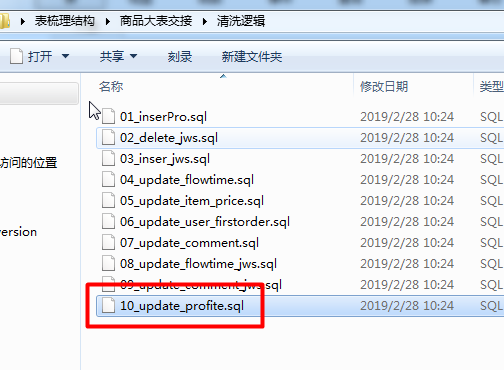 表梳理结构 商品大表交接 清洗逻辑
打开 共享 刻录 新建文件夹
名称 修改日期 类型
01_inserPro.sql 2019/2/28 10:24 SQL
02_delete_jws.sql 2019/2/28 10:24 SQL
访问的位置 03_inser_jws.sql 2019/2/28 10:24 SQL
04_update_flowtime.sql 2019/2/28 10:24 SQL
05_update_item_price.sql 2019/2/28 10:24 SQL
version 06_update_user_firstorder.sql 2019/2/28 10:24 SQL
07_update_comment.sql 2019/2/28 10:24 SQL
08_update_flowtime_jws.sql 2019/2/28 10:24 SQL
09_update_comment_jws.sql 2019/2/28 10:24 SQL
10_update_profite.sql 2019/2/28 10:24 SQL